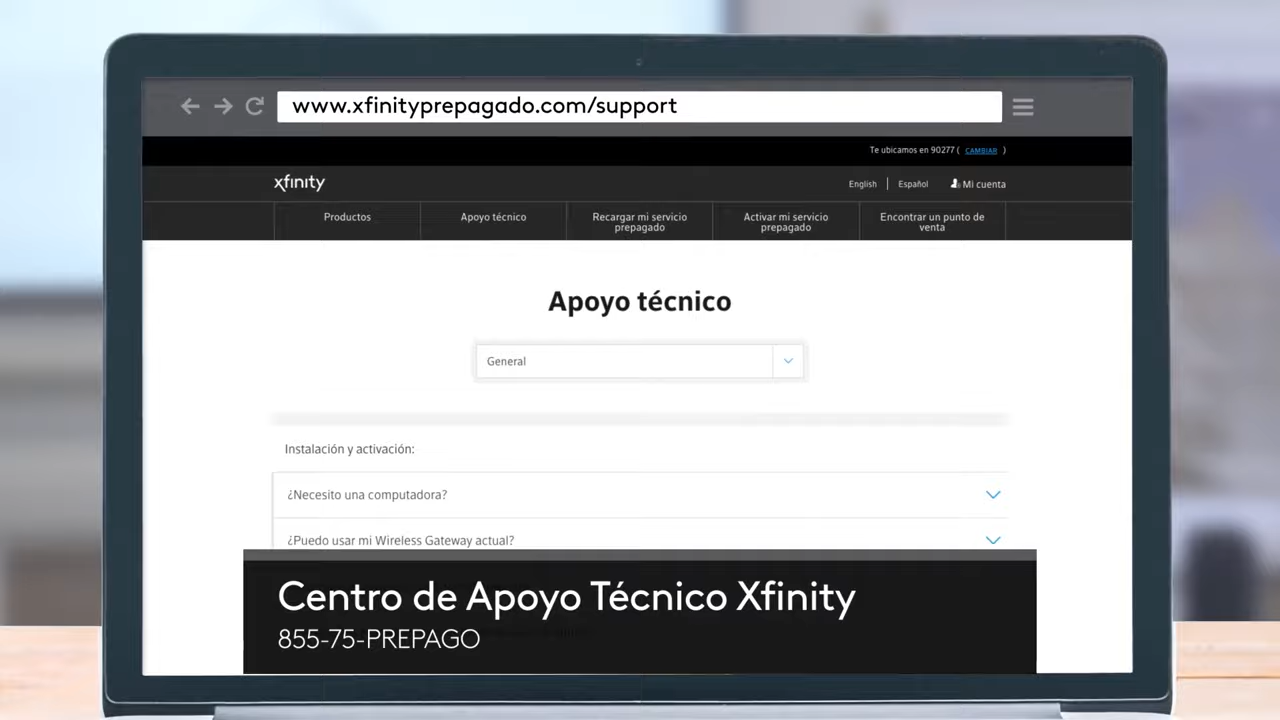 www.xfinityprepagado.com/support
Te ubicamos en 90277 ( CAMBIAR )
xfinity
English | Español Mi cuenta
Productos
Apoyo técnico
Recargar mi servicio
prepagado
Activar mi servicio
prepagado
Encontrar un punto de
venta
Apoyo técnico
General
Instalación y activación:
¿Necesito una computadora?
¿Puedo usar mi Wireless Gateway actual?
Centro de Apoyo Técnico Xfinity
855-75-PREPAGO